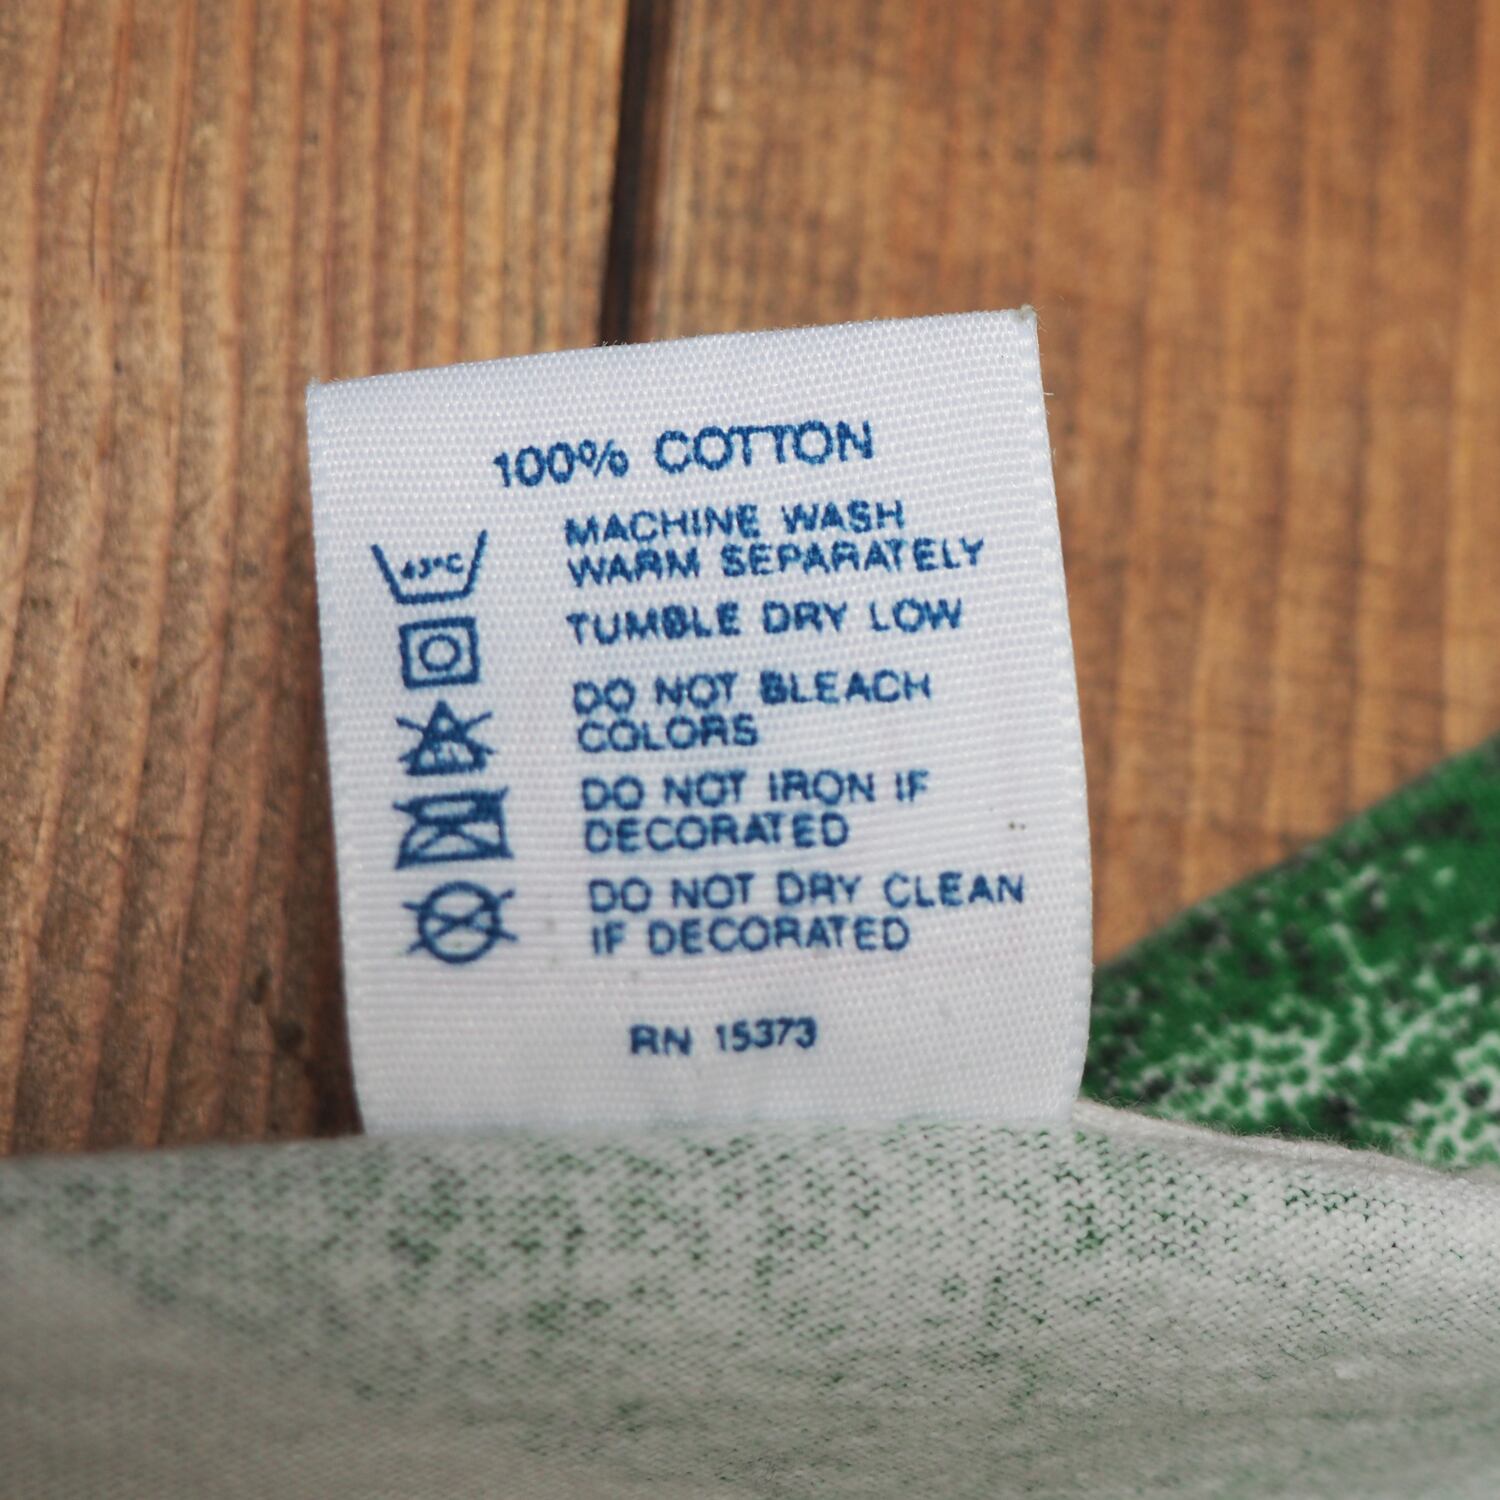 100% COTTON
MACHINE WASH
WARM SEPARATELY
43°C
TUMBLE DRY LOW
DO NOT BLEACH
COLORS
DO NOT IRON IF
DECORATED
DO NOT DRY CLEAN
IF DECORATED
RN 15373